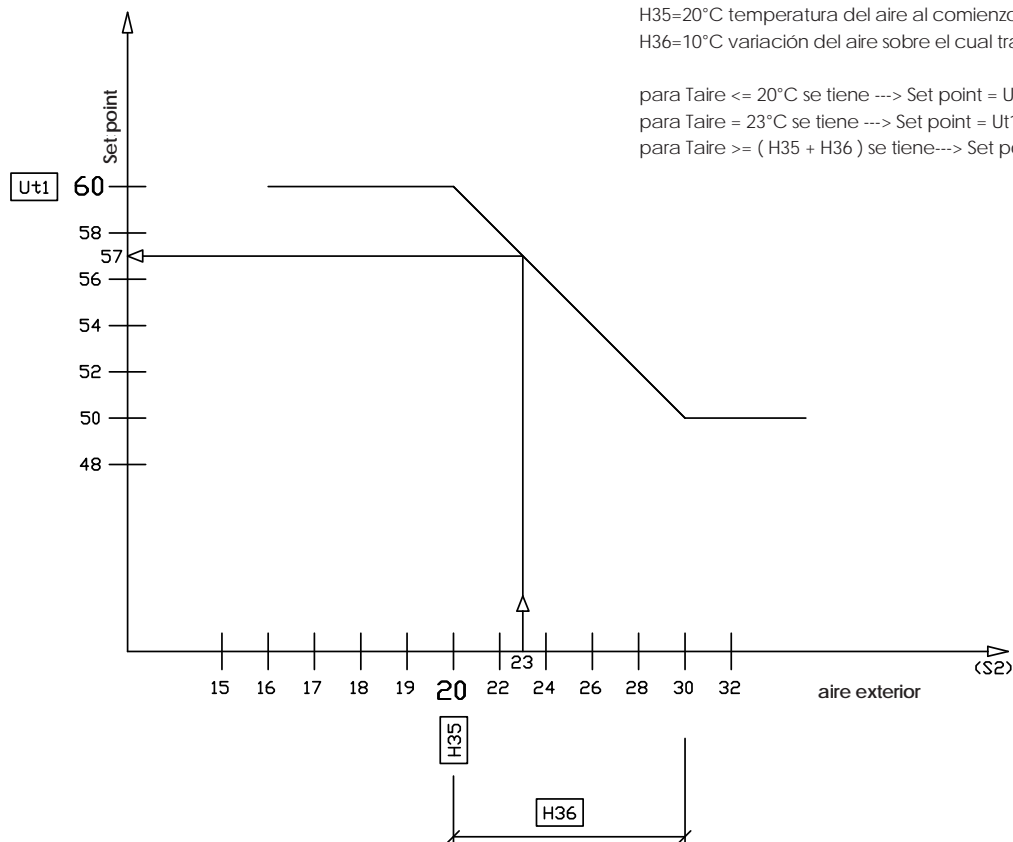 H35=20°C temperatura del aire al comienzo
H36=10°C variación del aire sobre el cual
para Taire <= 20°C se tiene ---> Set point =
para Taire = 23°C se tiene ---> Set point = Ut1
para Taire >= ( H35 + H36 ) se tiene---> Set
Set point
Ut1 60
58
57
56
54
52
50
48
23
(S2)
15 16 17 18 19 20 22 24 26 28 30 32
aire exterior
H35
H36